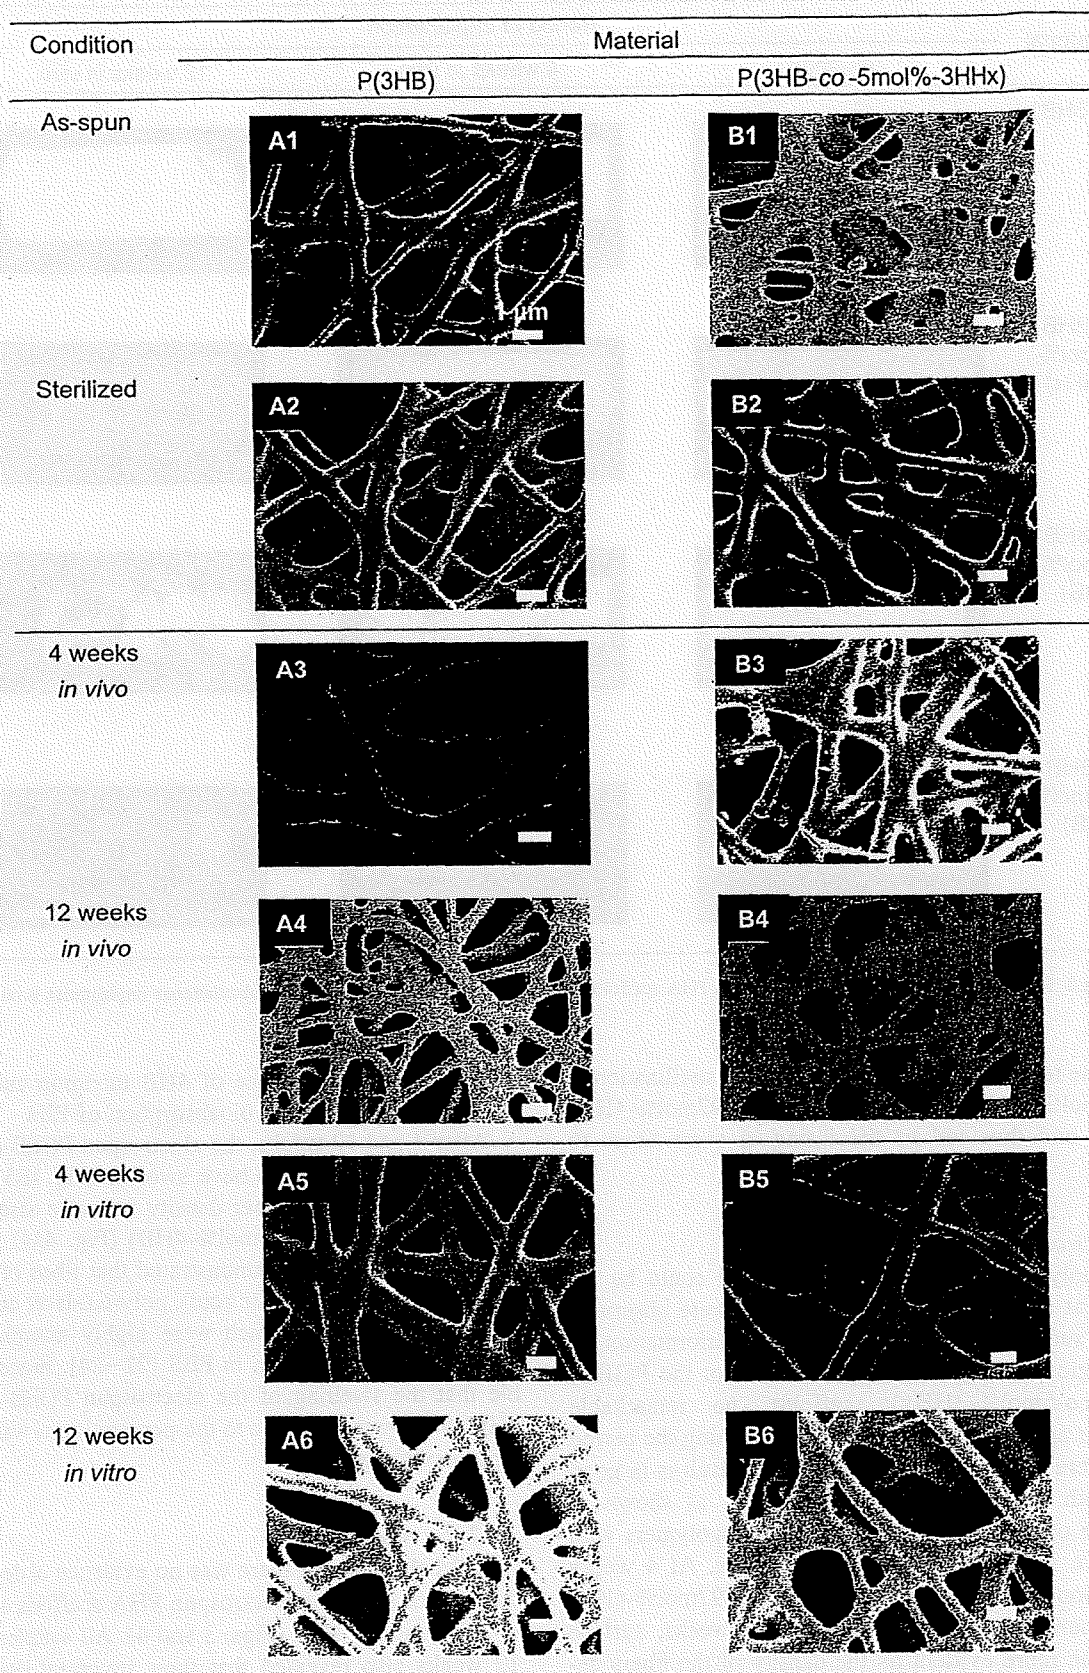 Condition Material
P(3HB) P(3HB-co-5mol%-3HHx)
As-spun
A1 B1
1 μm
Sterilized
A2 B2
4 weeks
in vivo
A3 B3
12 weeks
in vivo
A4 B4
4 weeks
in vitro
A5 B5
12 weeks
in vitro
A6 B6